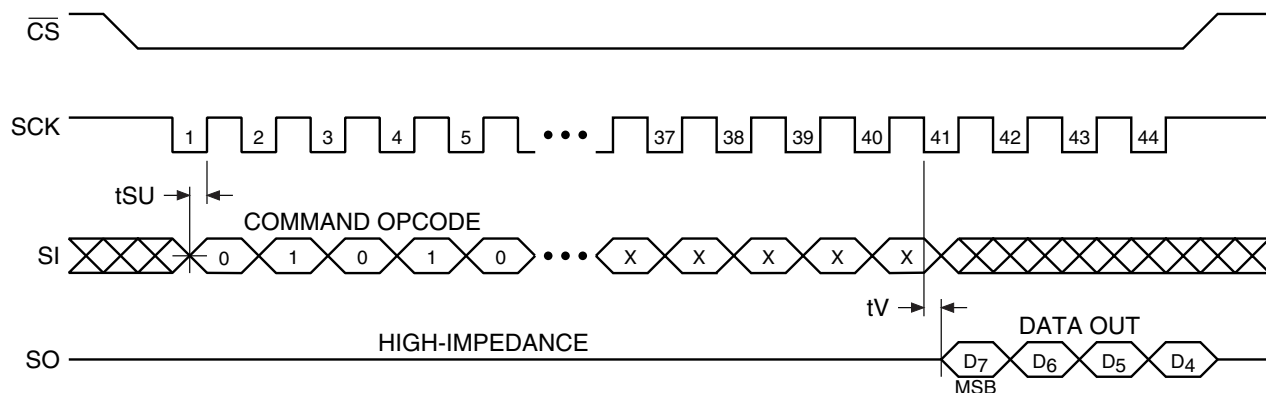 C̅S̅
SCK 1 2 3 4 5 ••• 37 38 39 40 41 42 43 44
tSU
COMMAND OPCODE
SI 0 1 0 1 0 ••• X X X X X
tV
HIGH-IMPEDANCE
DATA OUT
SO D7 D6 D5 D4
MSB